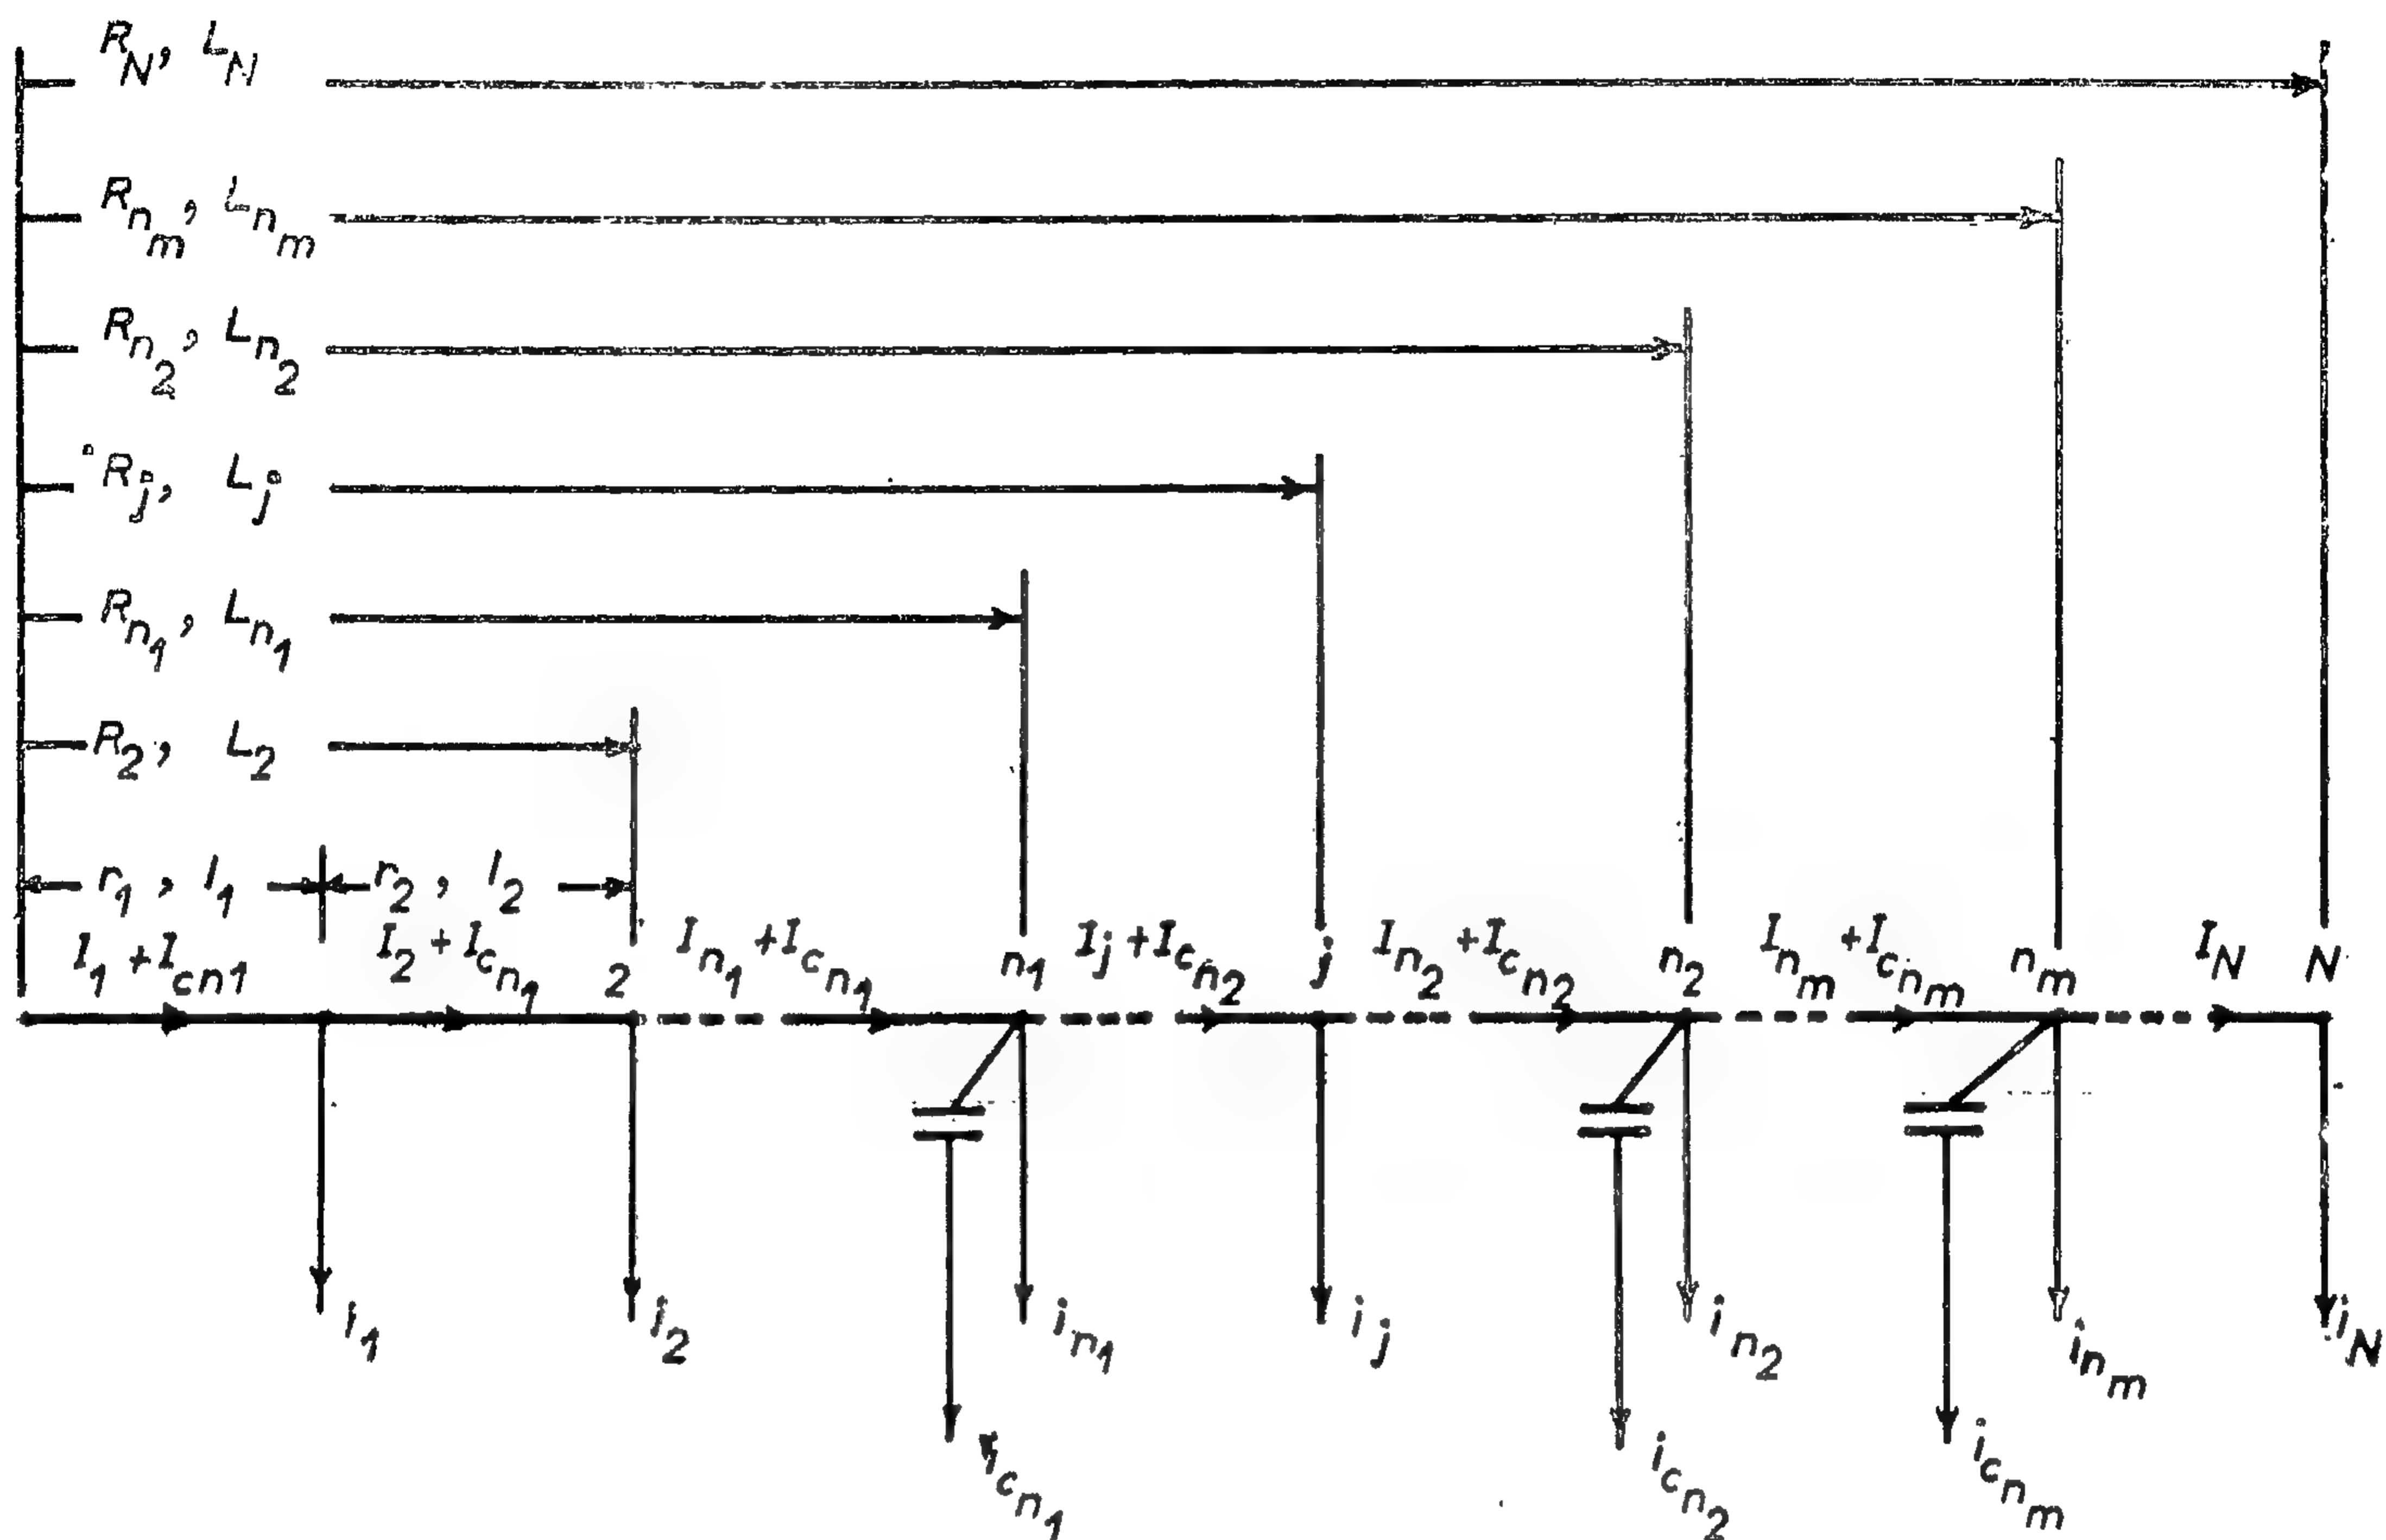 R_N, L_N
R_{n_m}, L_{n_m}
R_{n_2}, L_{n_2}
R_j, L_j
R_{n_1}, L_{n_1}
R_2, L_2
r_1, l_1 r_2, l_2
I_1+I_{cn1} I_2+I_{c_{n_1}} 2 I_{n_1}+I_{c_{n_1}} n_1 I_j+I_{c_{n_2}} j I_{n_2}+I_{c_{n_2}} n_2 I_{n_m}+I_{c_{n_m}} n_m I_N N
i_1 i_2 i_{n_1} i_j i_{n_2} i_{n_m} i_N
i_{c_{n_1}} i_{c_{n_2}} i_{c_{n_m}}